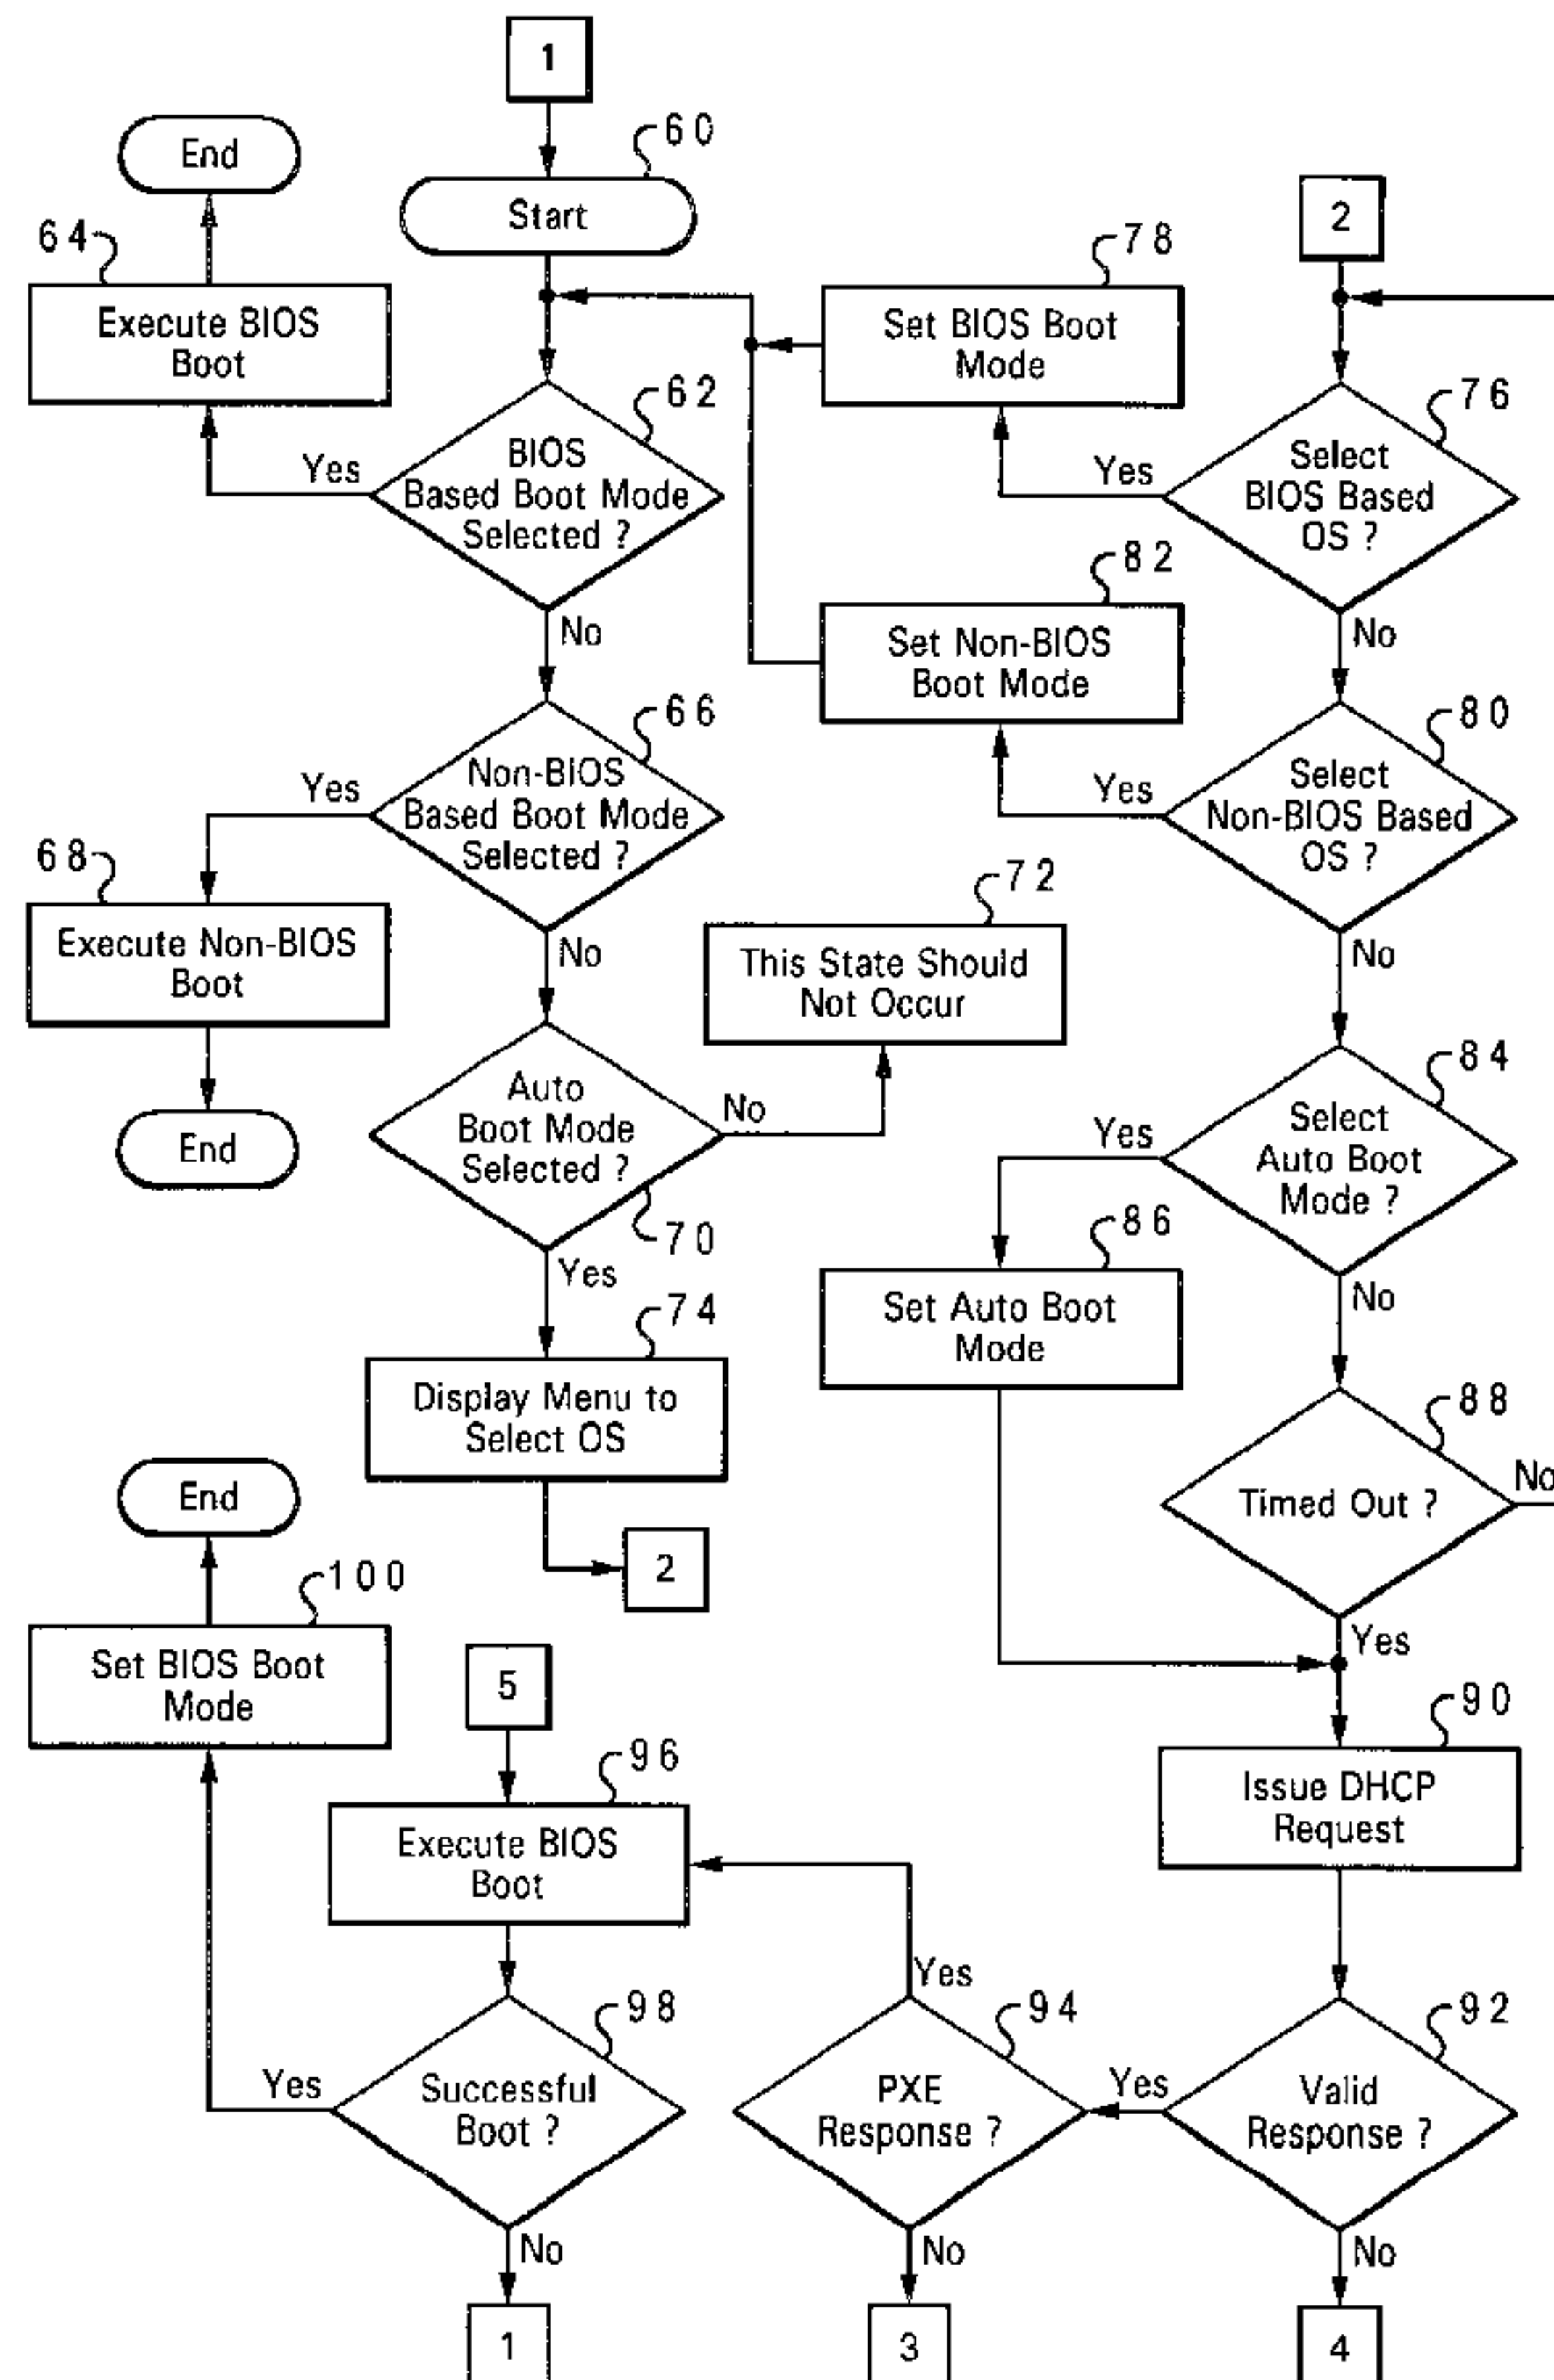 1
60
End
Start
64
78
2
Execute BIOS
Boot
Set BIOS Boot
Mode
62
76
BIOS
Based Boot Mode
Selected ?
Yes
Select
BIOS Based
OS ?
Yes
82
No
No
Set Non-BIOS
Boot Mode
66
80
Non-BIOS
Based Boot Mode
Selected ?
Yes
Select
Non-BIOS Based
OS ?
Yes
68
72
Execute Non-BIOS
Boot
No
This State Should
Not Occur
No
84
Auto
Boot Mode
Selected ?
No
Select
Auto Boot
Mode ?
Yes
End
70
86
Yes
Set Auto Boot
Mode
No
74
Display Menu to
Select OS
88
End
Timed Out ?
No
2
100
Set BIOS Boot
Mode
5
Yes
90
96
Execute BIOS
Boot
Issue DHCP
Request
Yes
98
94
92
Yes
Successful
Boot ?
PXE
Response ?
Yes
Valid
Response ?
No
No
No
1
3
4